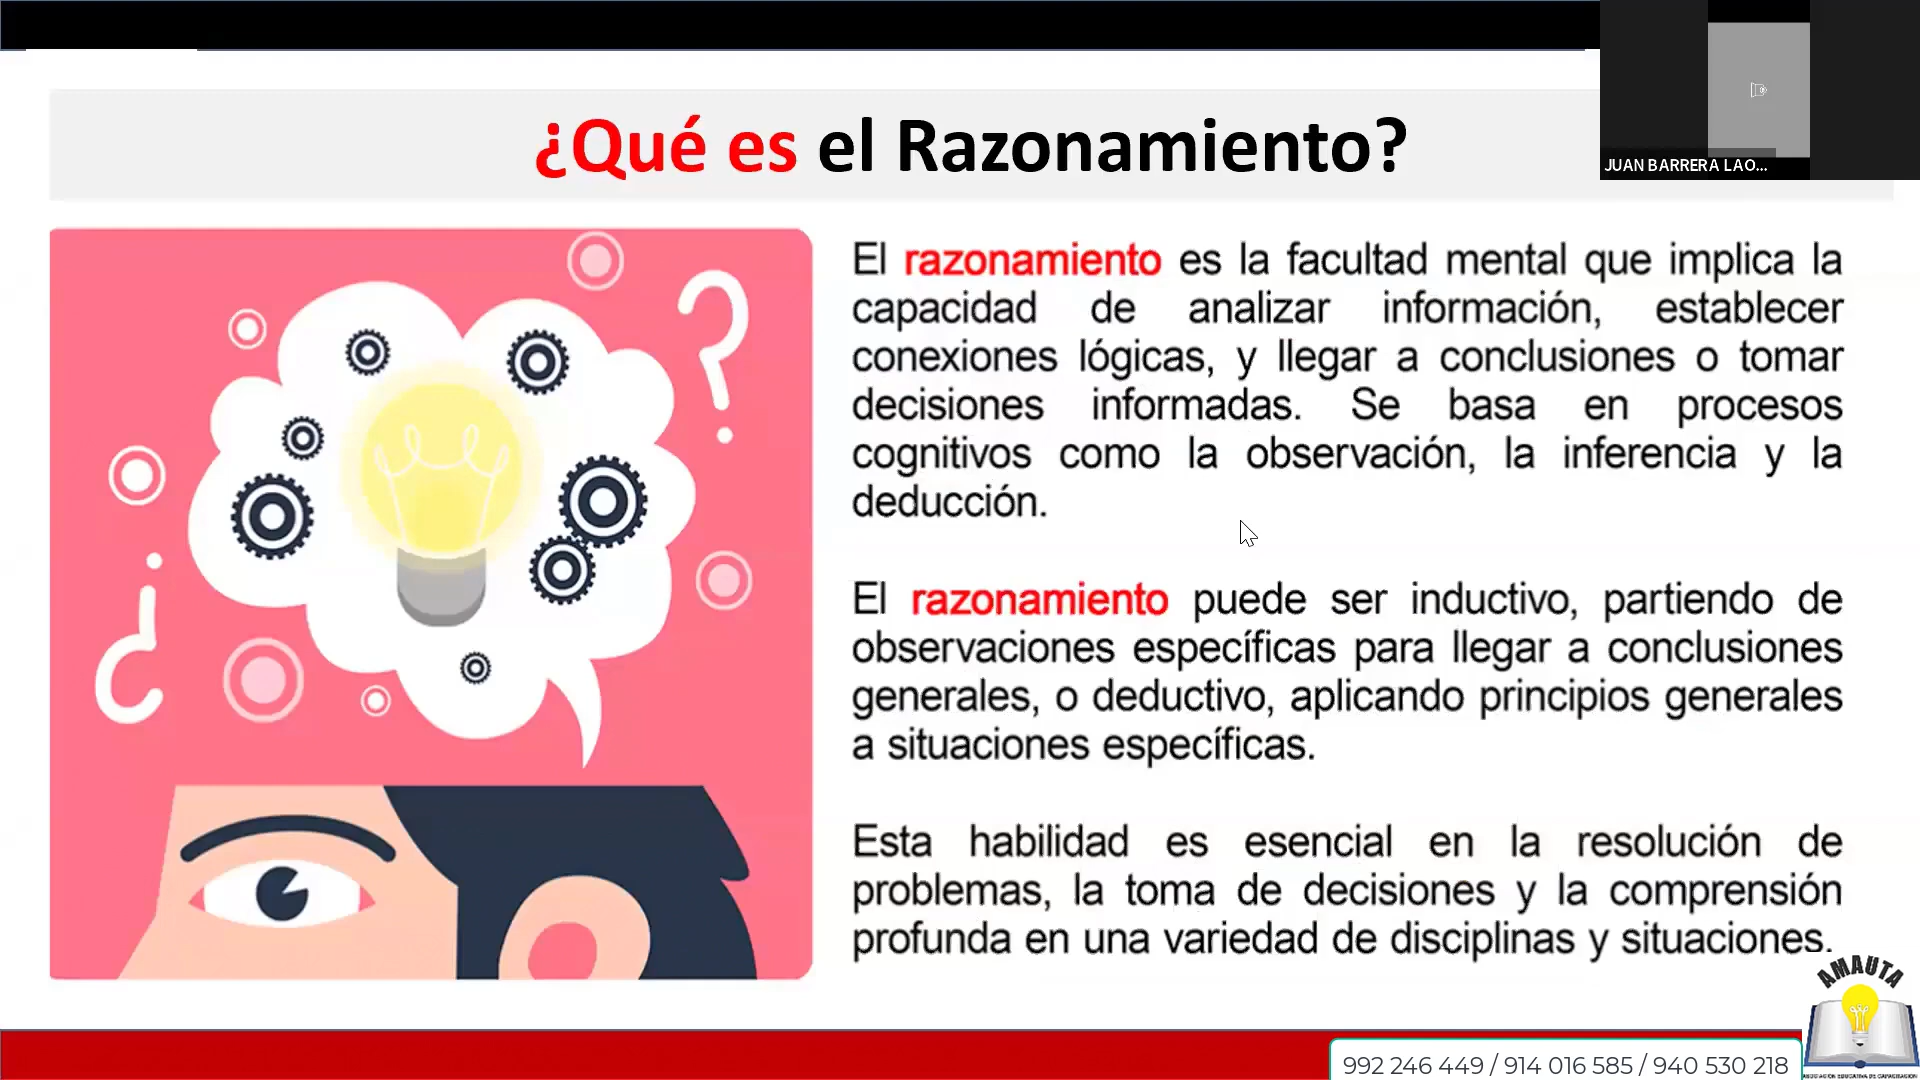 ¿Qué es el Razonamiento?
JUAN BARRERA LAO...
El razonamiento es la facultad mental que implica la
capacidad de analizar información, establecer
conexiones lógicas, y llegar a conclusiones o tomar
decisiones informadas. Se basa en procesos
cognitivos como la observación, la inferencia y la
deducción.
El razonamiento puede ser inductivo, partiendo de
observaciones específicas para llegar a conclusiones
generales, o deductivo, aplicando principios generales
a situaciones específicas.
Esta habilidad es esencial en la resolución de
problemas, la toma de decisiones y la comprensión
profunda en una variedad de disciplinas y situaciones.
AMAUTA
ASOCIACION EDUCATIVA DE CAPACITACION
992 246 449 / 914 016 585 / 940 530 218